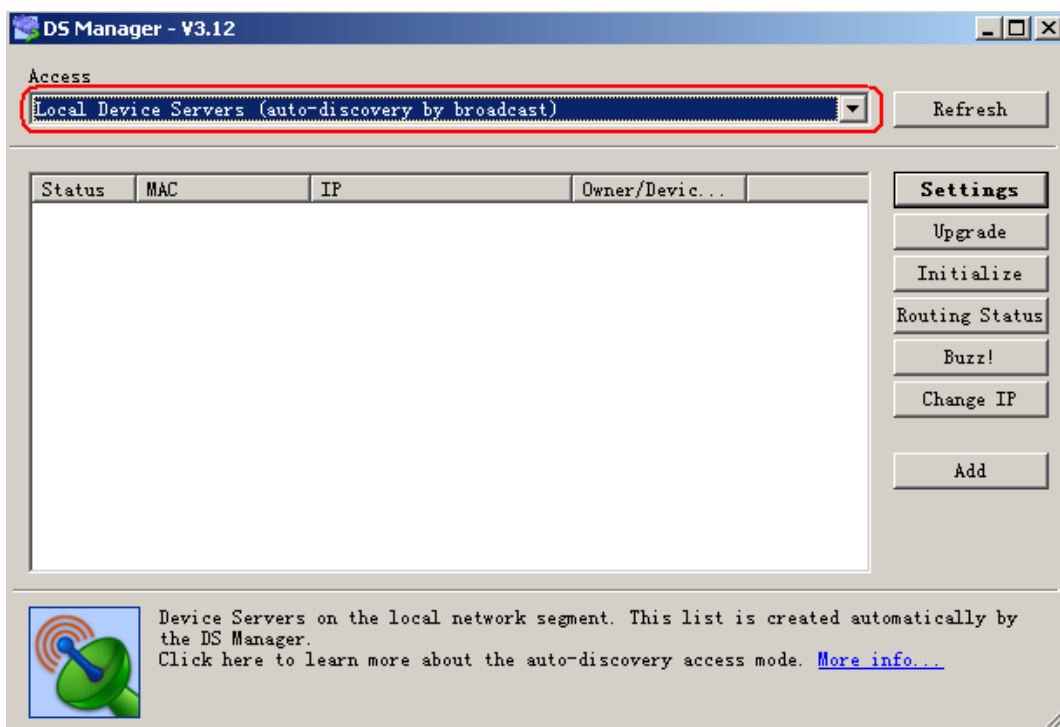 DS Manager - V3.12
Access
Local Device Servers (auto-discovery by broadcast)
Refresh
Status MAC IP Owner/Devic...
Settings
Upgrade
Initialize
Routing Status
Buzz!
Change IP
Add
Device Servers on the local network segment. This list is created automatically by
the DS Manager.
Click here to learn more about the auto-discovery access mode. More info...